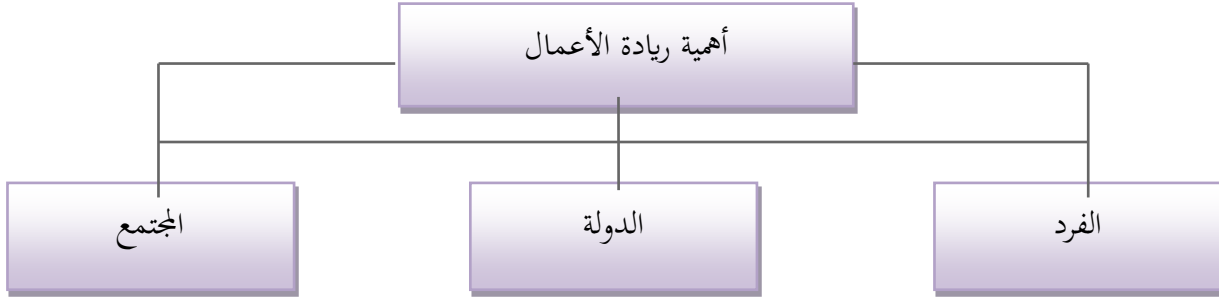 أهمية ريادة الأعمال
الفرد
الدولة
المجتمع